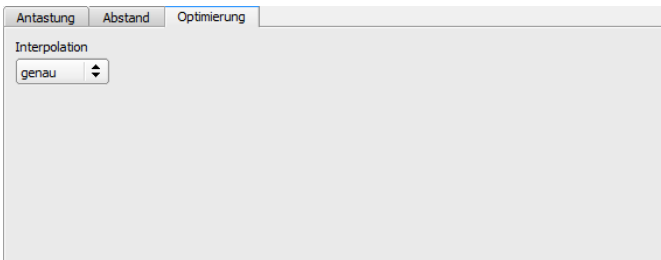 Antastung Abstand Optimierung
Interpolation
genau